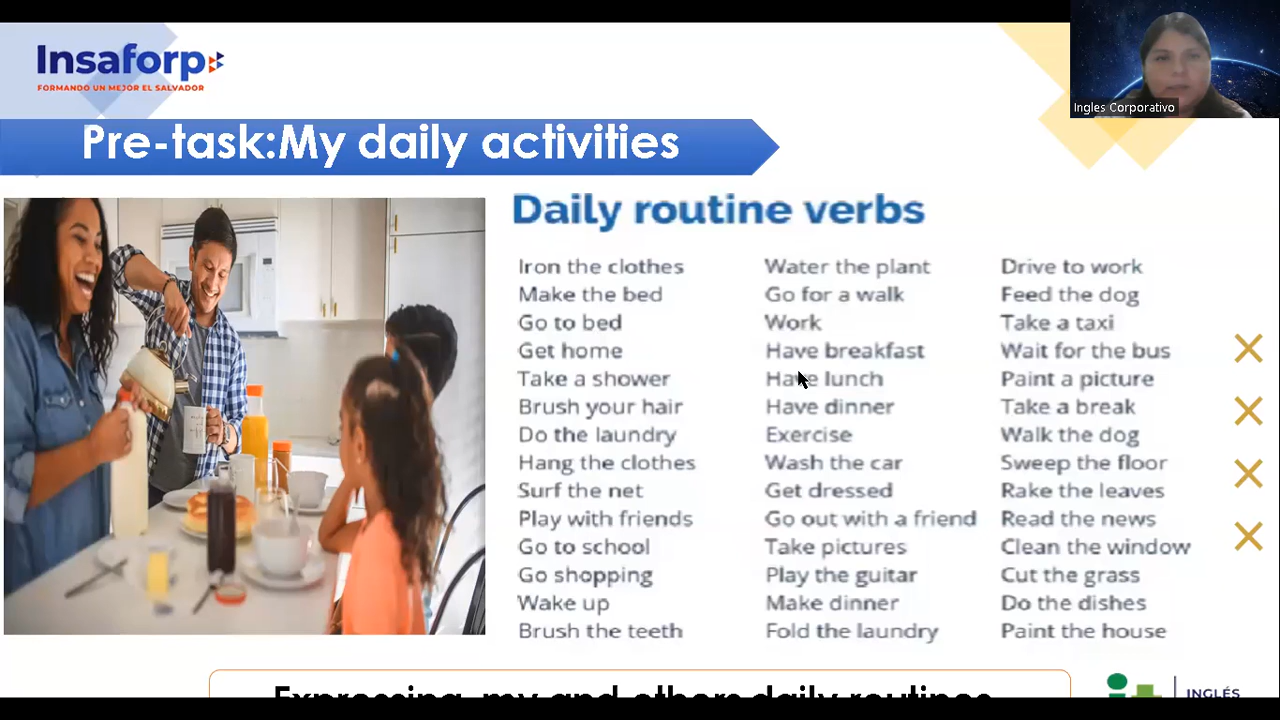 Insaforp
FORMANDO UN MEJOR EL SALVADOR
Ingles Corporativo
Pre-task:My daily activities
Daily routine verbs
Iron the clothes
Make the bed
Go to bed
Get home
Take a shower
Brush your hair
Do the laundry
Hang the clothes
Surf the net
Play with friends
Go to school
Go shopping
Wake up
Brush the teeth
Water the plant
Go for a walk
Work
Have breakfast
Have lunch
Have dinner
Exercise
Wash the car
Get dressed
Go out with a friend
Take pictures
Play the guitar
Make dinner
Fold the laundry
Drive to work
Feed the dog
Take a taxi
Wait for the bus
Paint a picture
Take a break
Walk the dog
Sweep the floor
Rake the leaves
Read the news
Clean the window
Cut the grass
Do the dishes
Paint the house
Expressing my and others daily routines
INGLÉS